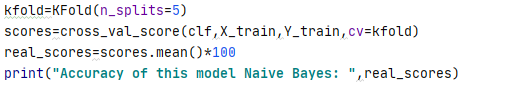 kfold=KFold(n_splits=5)
scores=cross_val_score(clf,X_train,Y_train,cv=kfold)
real_scores=scores.mean()*100
print("Accuracy of this model Naive Bayes: ",real_scores)